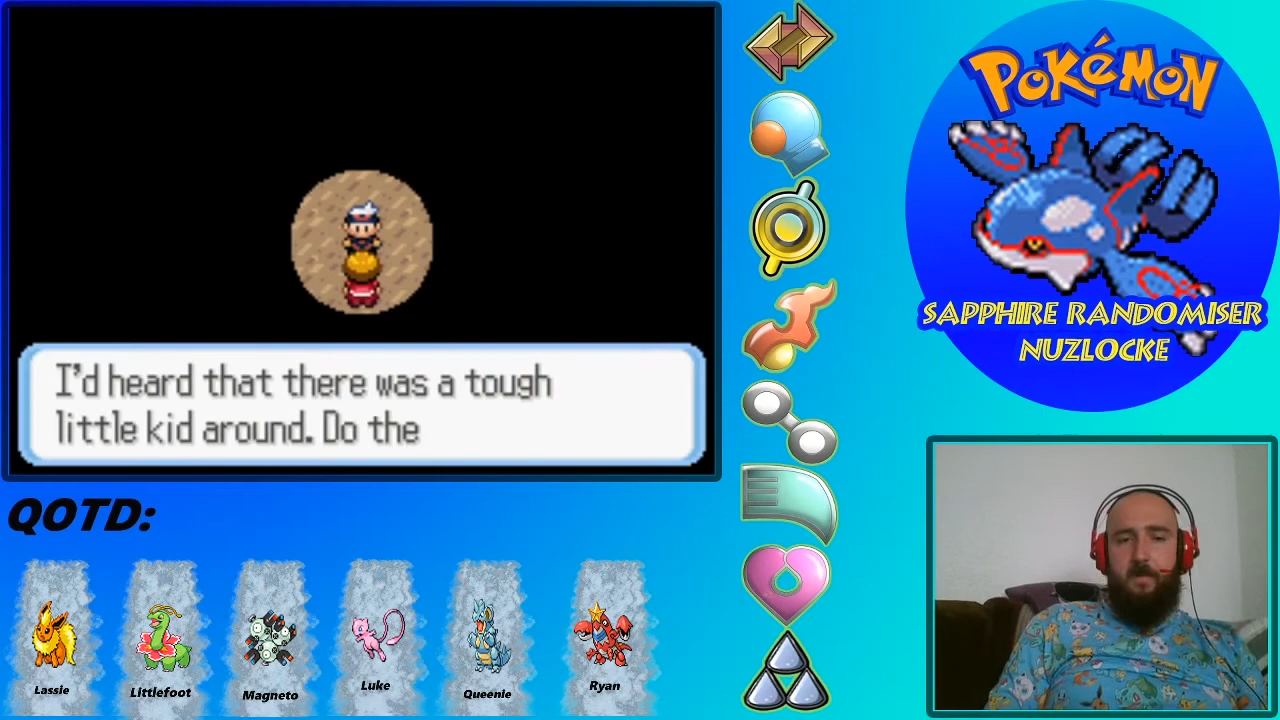 I'd heard that there was a tough
little kid around. Do the
POKéMON
SAPPHIRE RANDOMISER
NUZLOCKE
QOTD:
Lassie
Littlefoot
Magneto
Luke
Queenie
Ryan